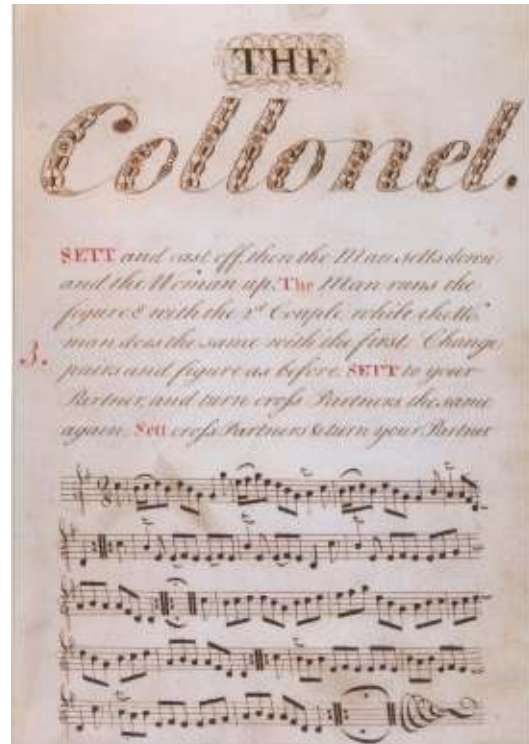 THE
Collonel.
SETT and cast off, then the Man setts down
and the Woman up. The Man runs the
figure 8 with the 2d Couple, while the Wo
man does the same with the first. Change
3. pairs and figure as before. SETT to your
Partner, and turn cross Partners, the same
again. Sett cross Partners & turn your Partner